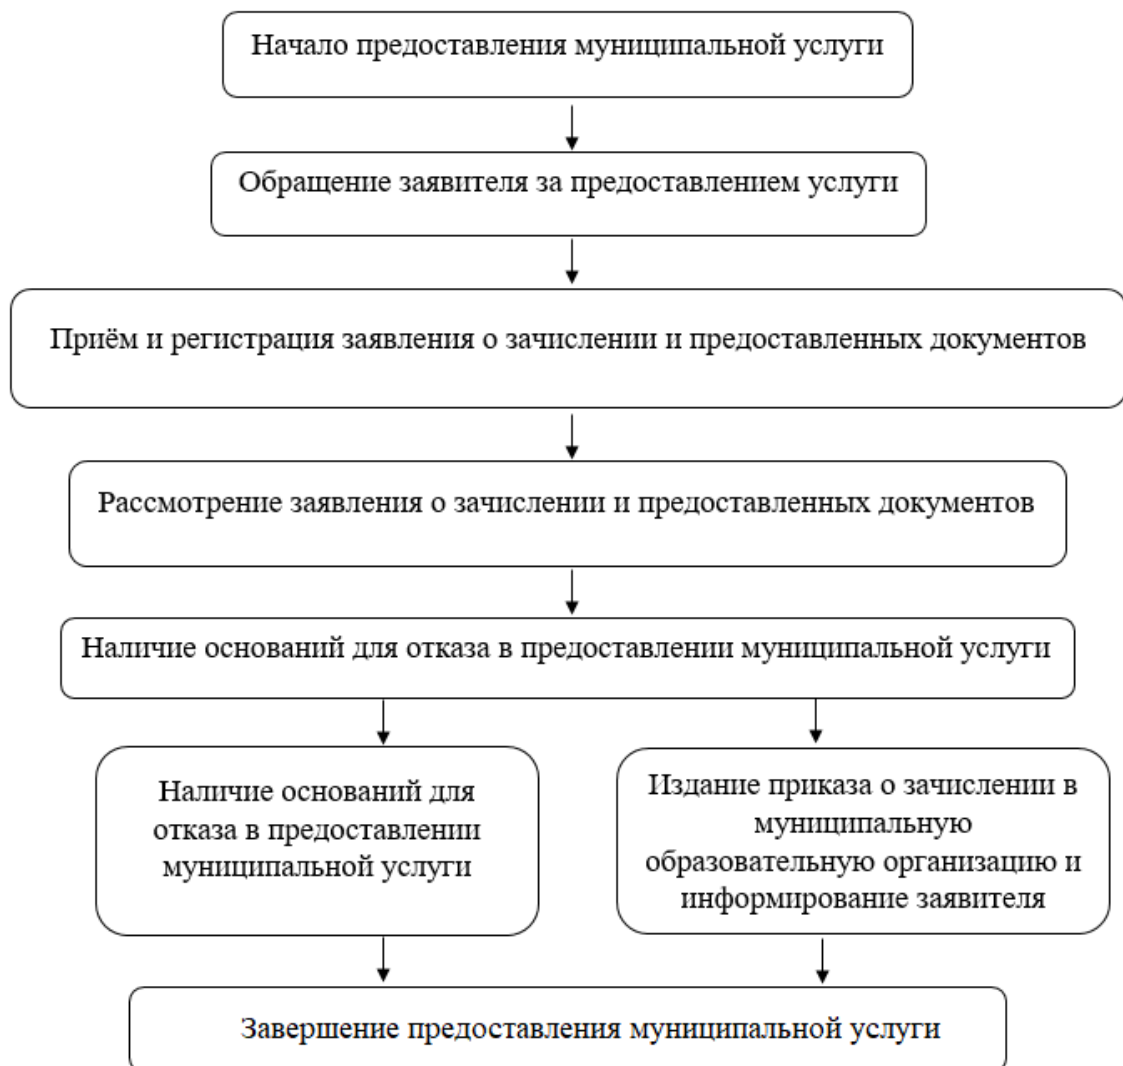 Начало предоставления муниципальной услуги
Обращение заявителя за предоставлением услуги
Приём и регистрация заявления о зачислении и предоставленных документов
Рассмотрение заявления о зачислении и предоставленных документов
Наличие оснований для отказа в предоставлении муниципальной услуги
Наличие оснований для
отказа в предоставлении
муниципальной услуги
Издание приказа о зачислении в
муниципальную
образовательную организацию и
информирование заявителя
Завершение предоставления муниципальной услуги